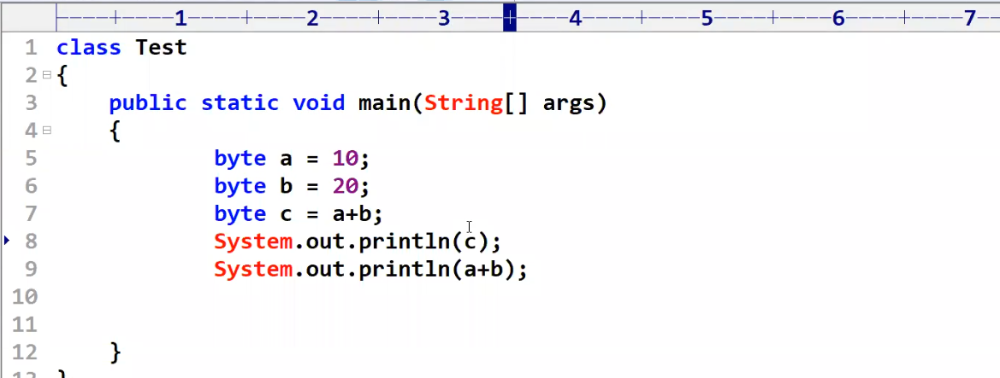 ----+----1----+----2----+----3----+----4----+----5----+----6----+----7--
1 class Test
2 {
3 public static void main(String[] args)
4 {
5 byte a = 10;
6 byte b = 20;
7 byte c = a+b;
8 System.out.println(c);
9 System.out.println(a+b);
10
11
12 }
13 }